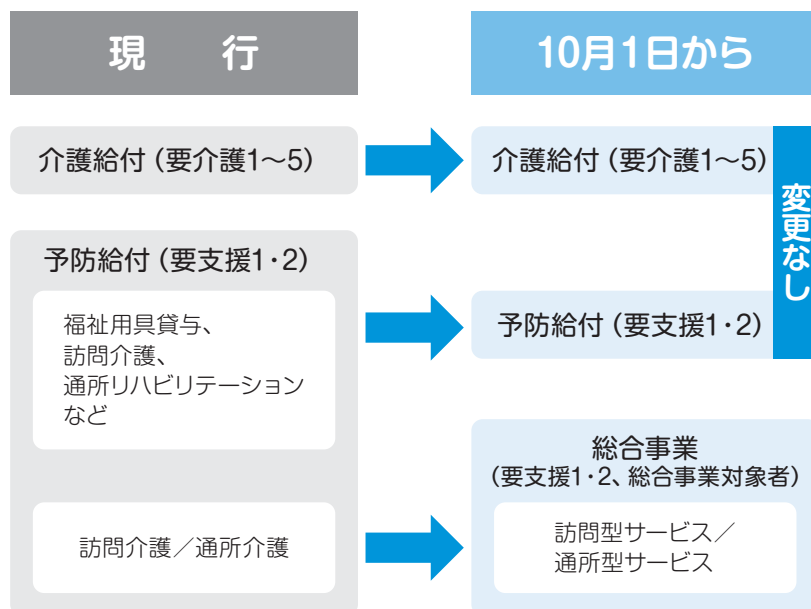 現　行
10月1日から
介護給付（要介護1〜5）
介護給付（要介護1〜5）
変更なし
予防給付（要支援1・2）
福祉用具貸与、
訪問介護、
通所リハビリテーション
など
予防給付（要支援1・2）
訪問介護／通所介護
総合事業
（要支援1・2、総合事業対象者）
訪問型サービス／
通所型サービス